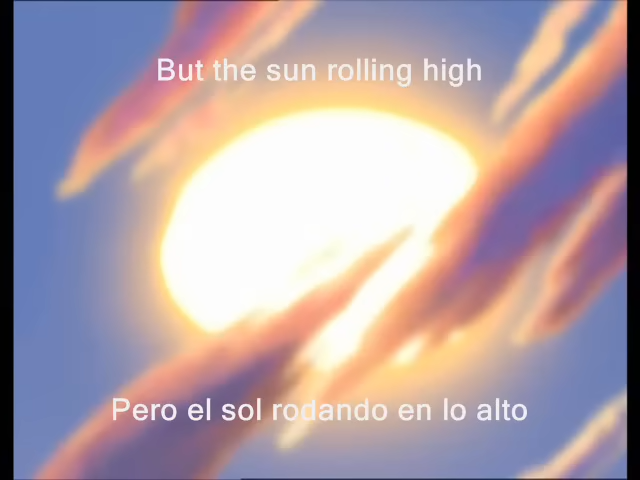 But the sun rolling high
Pero el sol rodando en lo alto